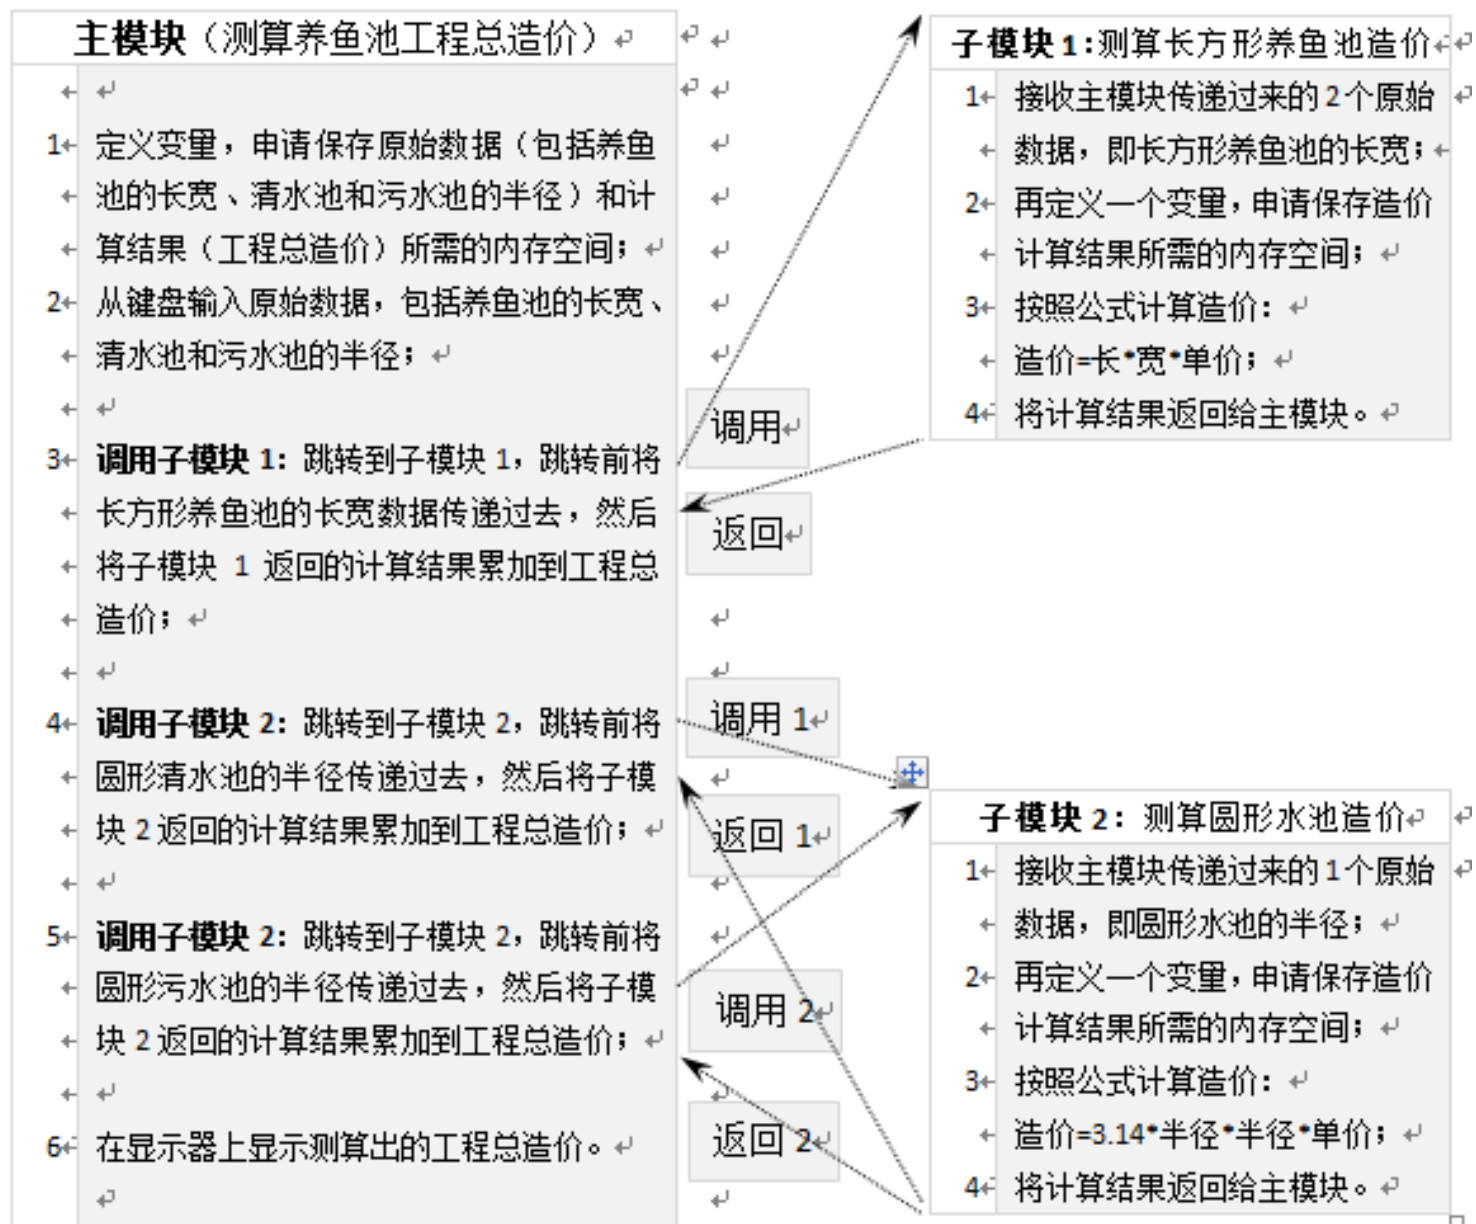 主模块（测算养鱼池工程总造价）
1 定义变量，申请保存原始数据（包括养鱼
池的长宽、清水池和污水池的半径）和计
算结果（工程总造价）所需的内存空间；
2 从键盘输入原始数据，包括养鱼池的长宽、
清水池和污水池的半径；
3 调用子模块 1：跳转到子模块 1，跳转前将
长方形养鱼池的长宽数据传递过去，然后
将子模块 1 返回的计算结果累加到工程总
造价；
4 调用子模块 2：跳转到子模块 2，跳转前将
圆形清水池的半径传递过去，然后将子模
块 2 返回的计算结果累加到工程总造价；
5 调用子模块 2：跳转到子模块 2，跳转前将
圆形污水池的半径传递过去，然后将子模
块 2 返回的计算结果累加到工程总造价；
6 在显示器上显示测算出的工程总造价。
调用
返回
调用 1
返回 1
调用 2
返回 2
子模块 1:测算长方形养鱼池造价
1 接收主模块传递过来的 2 个原始
数据，即长方形养鱼池的长宽；
2 再定义一个变量，申请保存造价
计算结果所需的内存空间；
3 按照公式计算造价：
造价=长*宽*单价；
4 将计算结果返回给主模块。
子模块 2：测算圆形水池造价
1 接收主模块传递过来的 1 个原始
数据，即圆形水池的半径；
2 再定义一个变量，申请保存造价
计算结果所需的内存空间；
3 按照公式计算造价：
造价=3.14*半径*半径*单价；
4 将计算结果返回给主模块。